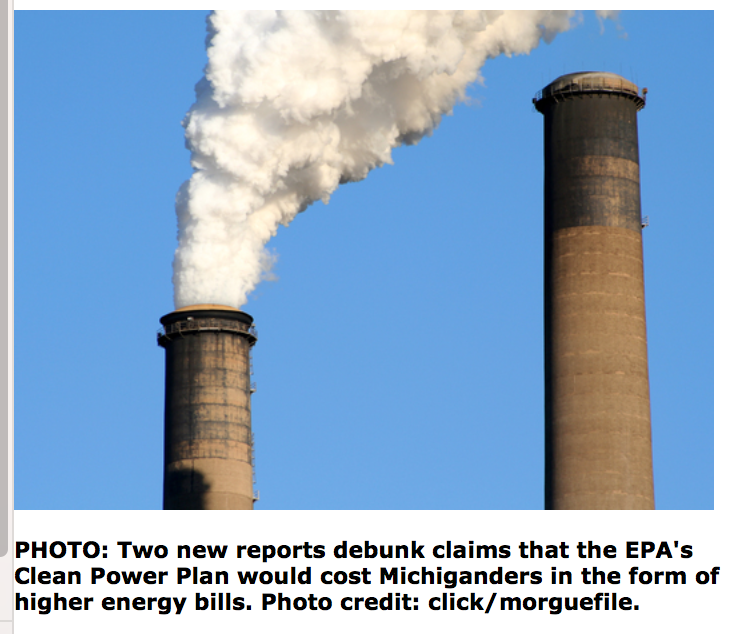 PHOTO: Two new reports debunk claims that the EPA's
Clean Power Plan would cost Michiganders in the form of
higher energy bills. Photo credit: click/morguefile.